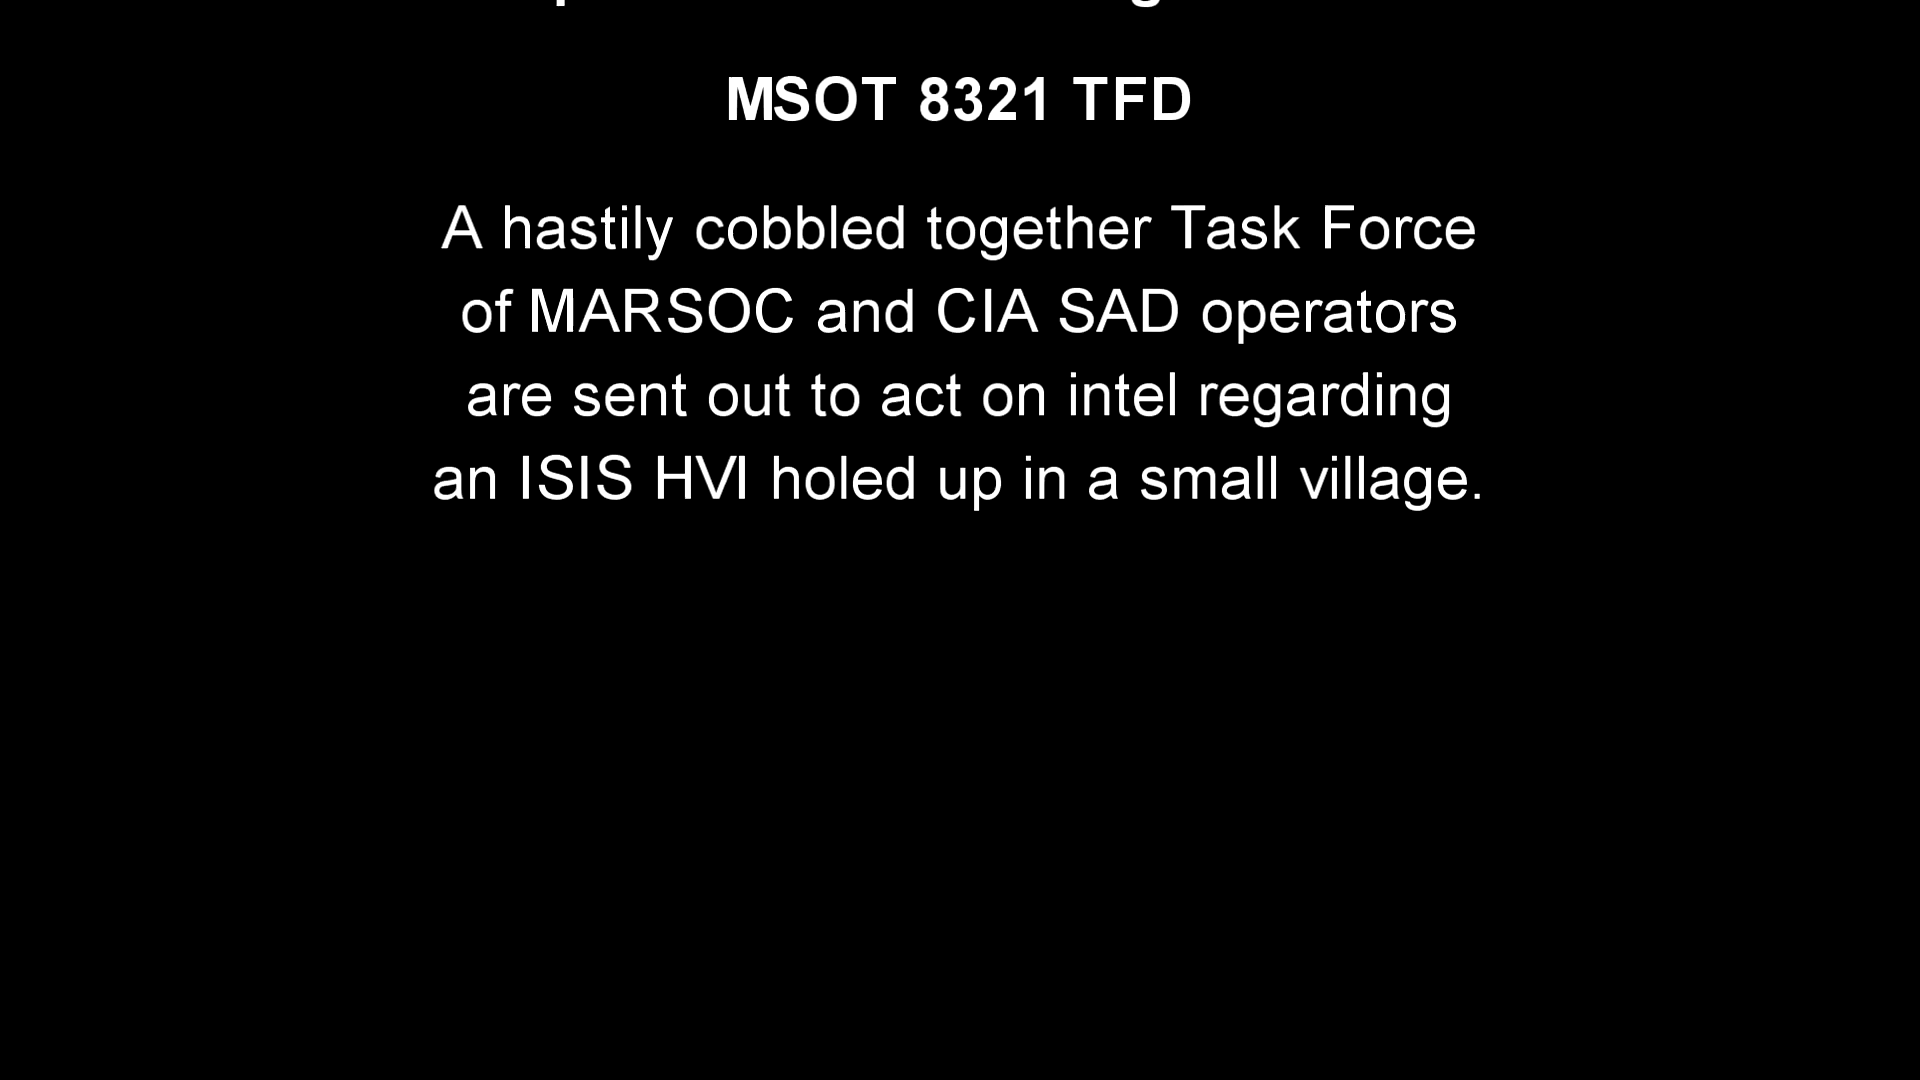 MSOT 8321 TFD
A hastily cobbled together Task Force
of MARSOC and CIA SAD operators
are sent out to act on intel regarding
an ISIS HVI holed up in a small village.